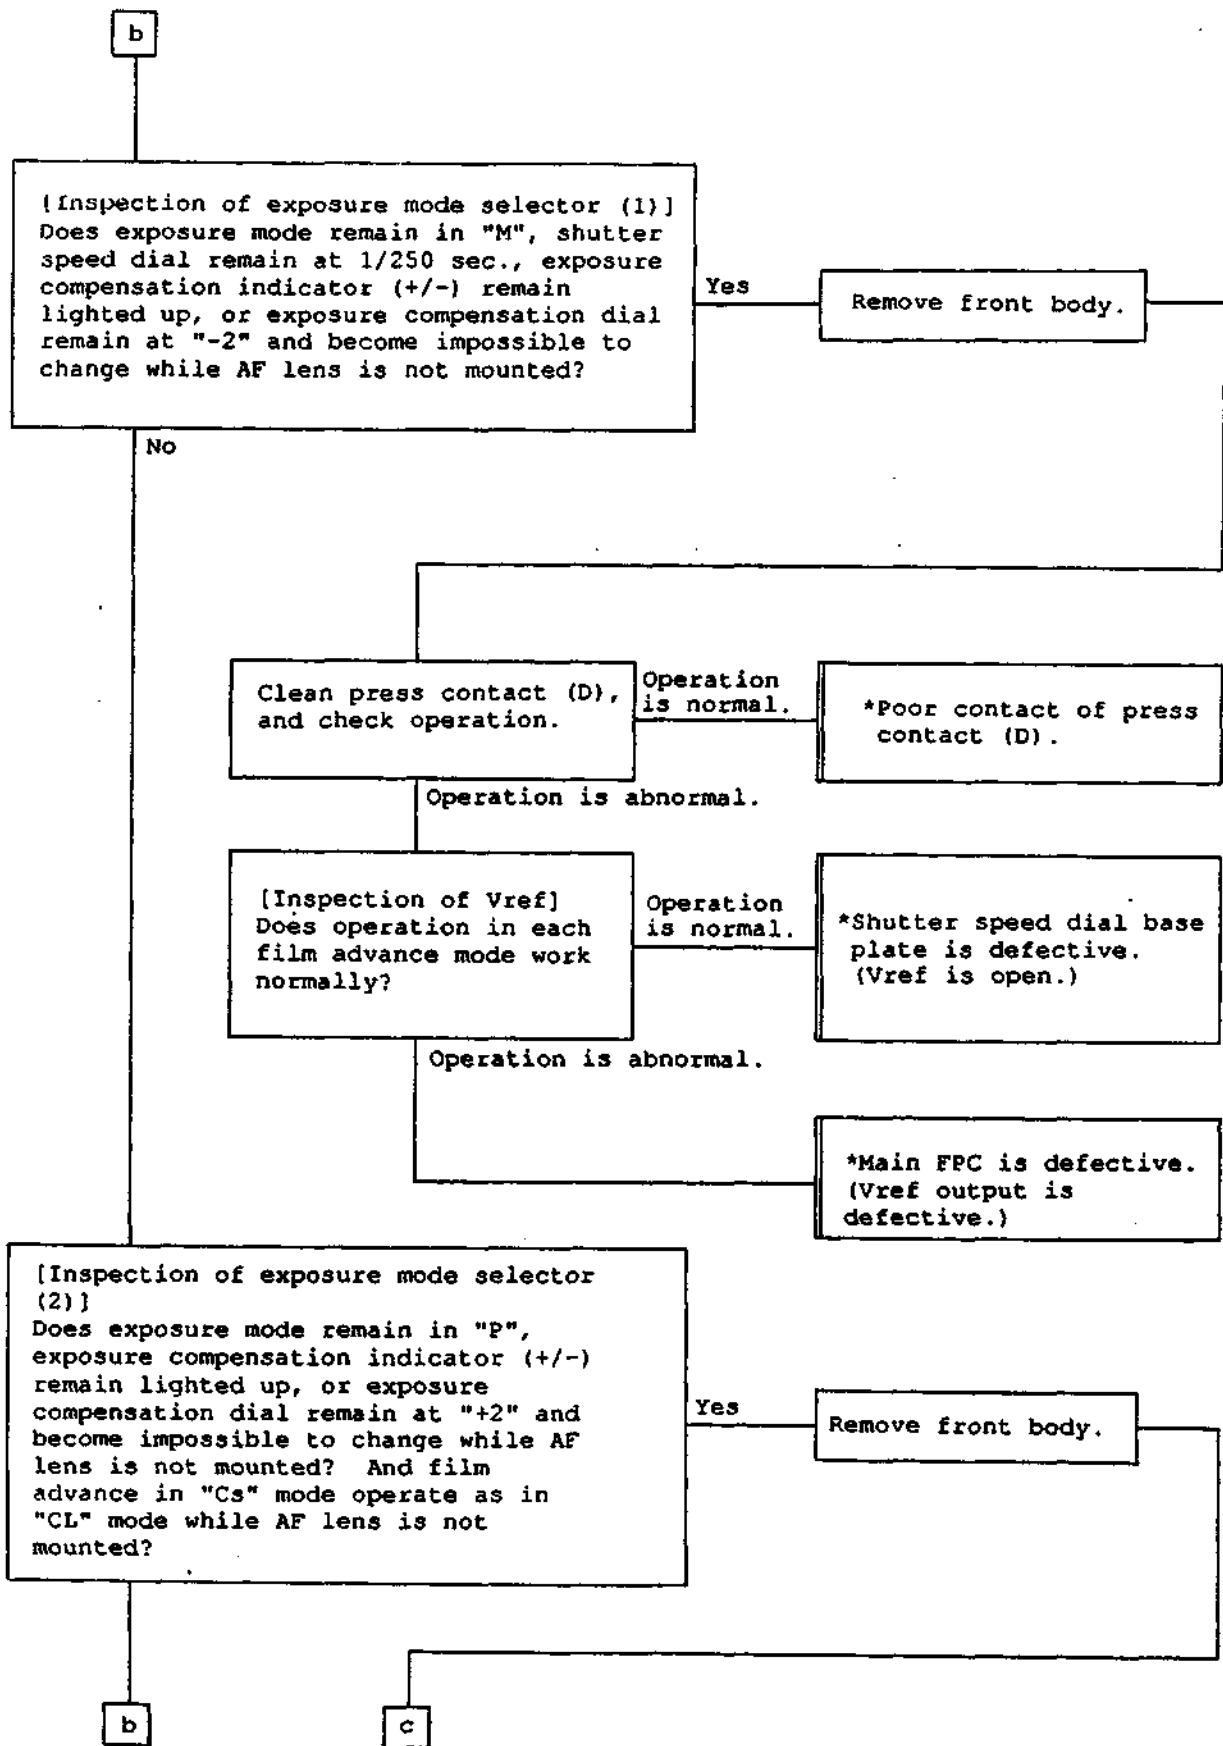 b
[Inspection of exposure mode selector (1)]
Does exposure mode remain in "M", shutter
speed dial remain at 1/250 sec., exposure
compensation indicator (+/-) remain
lighted up, or exposure compensation dial
remain at "-2" and become impossible to
change while AF lens is not mounted?
Yes
Remove front body.
No
Clean press contact (D),
and check operation.
Operation
is normal.
*Poor contact of press
contact (D).
Operation is abnormal.
[Inspection of Vref]
Does operation in each
film advance mode work
normally?
Operation
is normal.
*Shutter speed dial base
plate is defective.
(Vref is open.)
Operation is abnormal.
*Main FPC is defective.
(Vref output is
defective.)
[Inspection of exposure mode selector
(2)]
Does exposure mode remain in "P",
exposure compensation indicator (+/-)
remain lighted up, or exposure
compensation dial remain at "+2" and
become impossible to change while AF
lens is not mounted? And film
advance in "Cs" mode operate as in
"CL" mode while AF lens is not
mounted?
Yes
Remove front body.
b
c